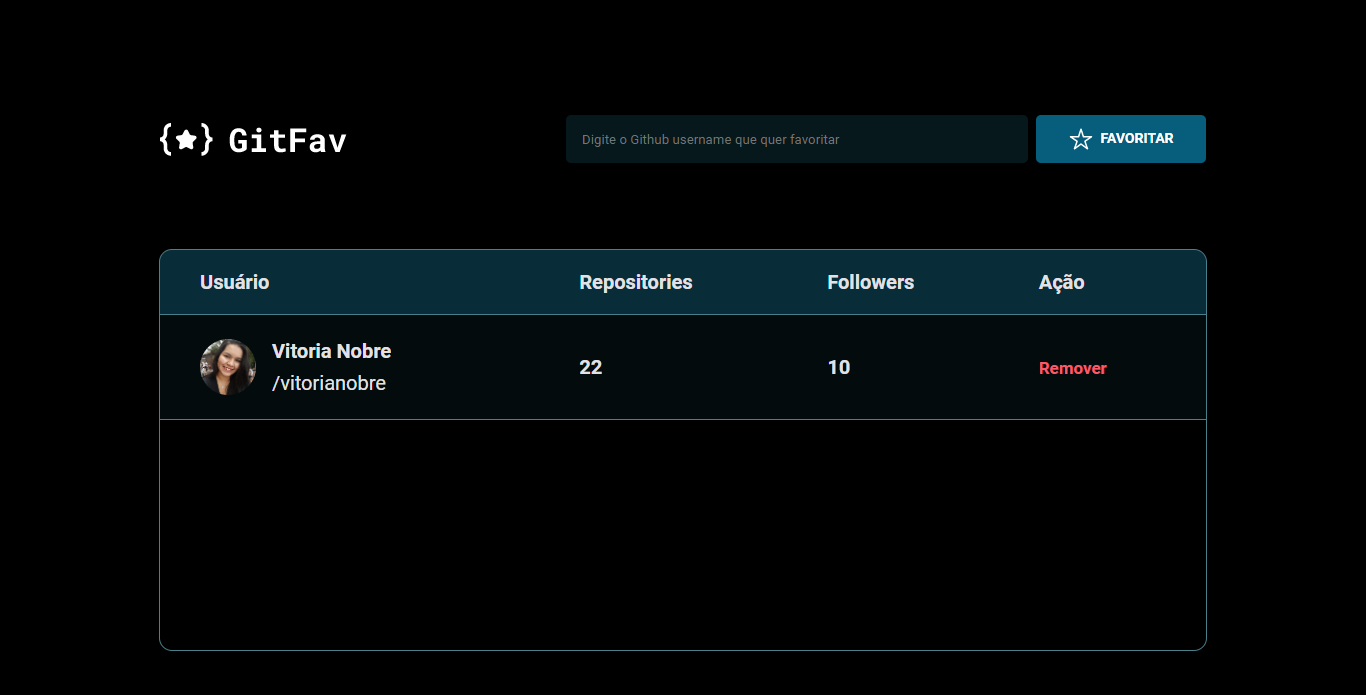 {★} GitFav
Digite o Github username que quer favoritar
FAVORITAR
Usuário Repositories Followers Ação
Vitoria Nobre
/vitorianobre
22 10 Remover